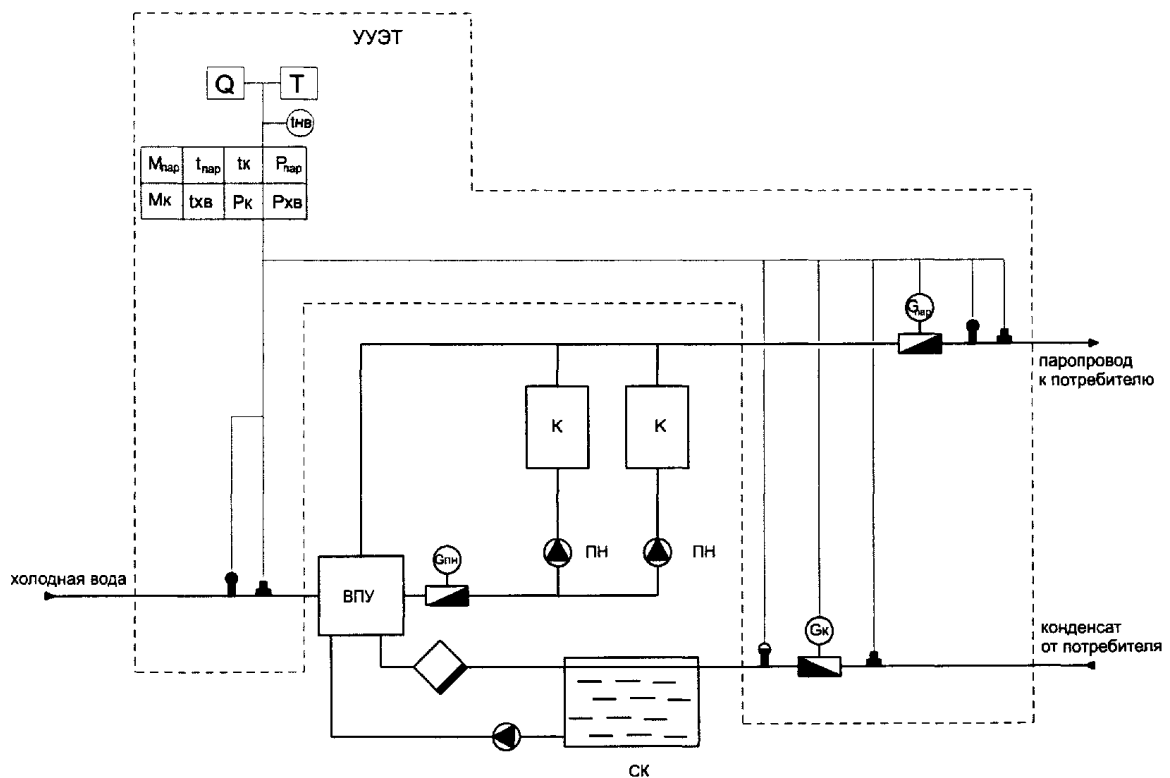 УУЭТ
Q T
tнв
Mпар tпар tк Pпар
Mк tхв Pк Pхв
Gпар
паропровод
к потребителю
К К
ПН ПН
Gпн
холодная вода
ВПУ
Gк
конденсат
от потребителя
СК